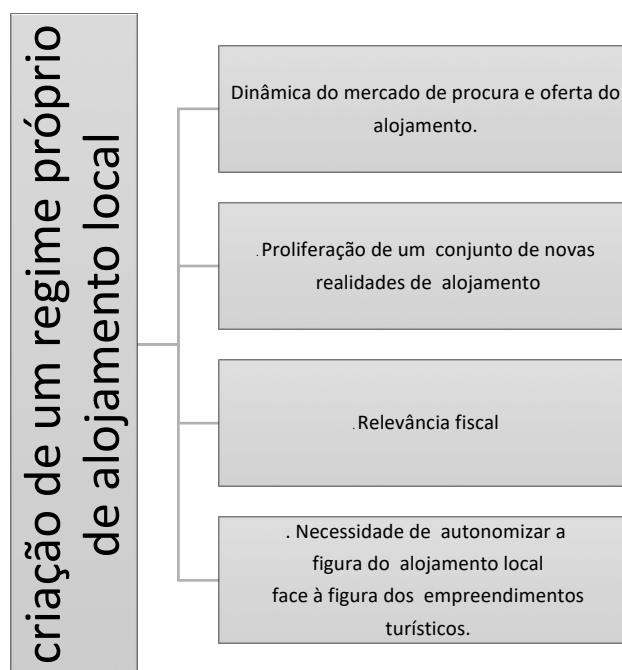 criação de um regime próprio
de alojamento local
Dinâmica do mercado de procura e oferta do
alojamento.
. Proliferação de um conjunto de novas
realidades de alojamento
. Relevância fiscal
. Necessidade de autonomizar a
figura do alojamento local
face à figura dos empreendimentos
turísticos.